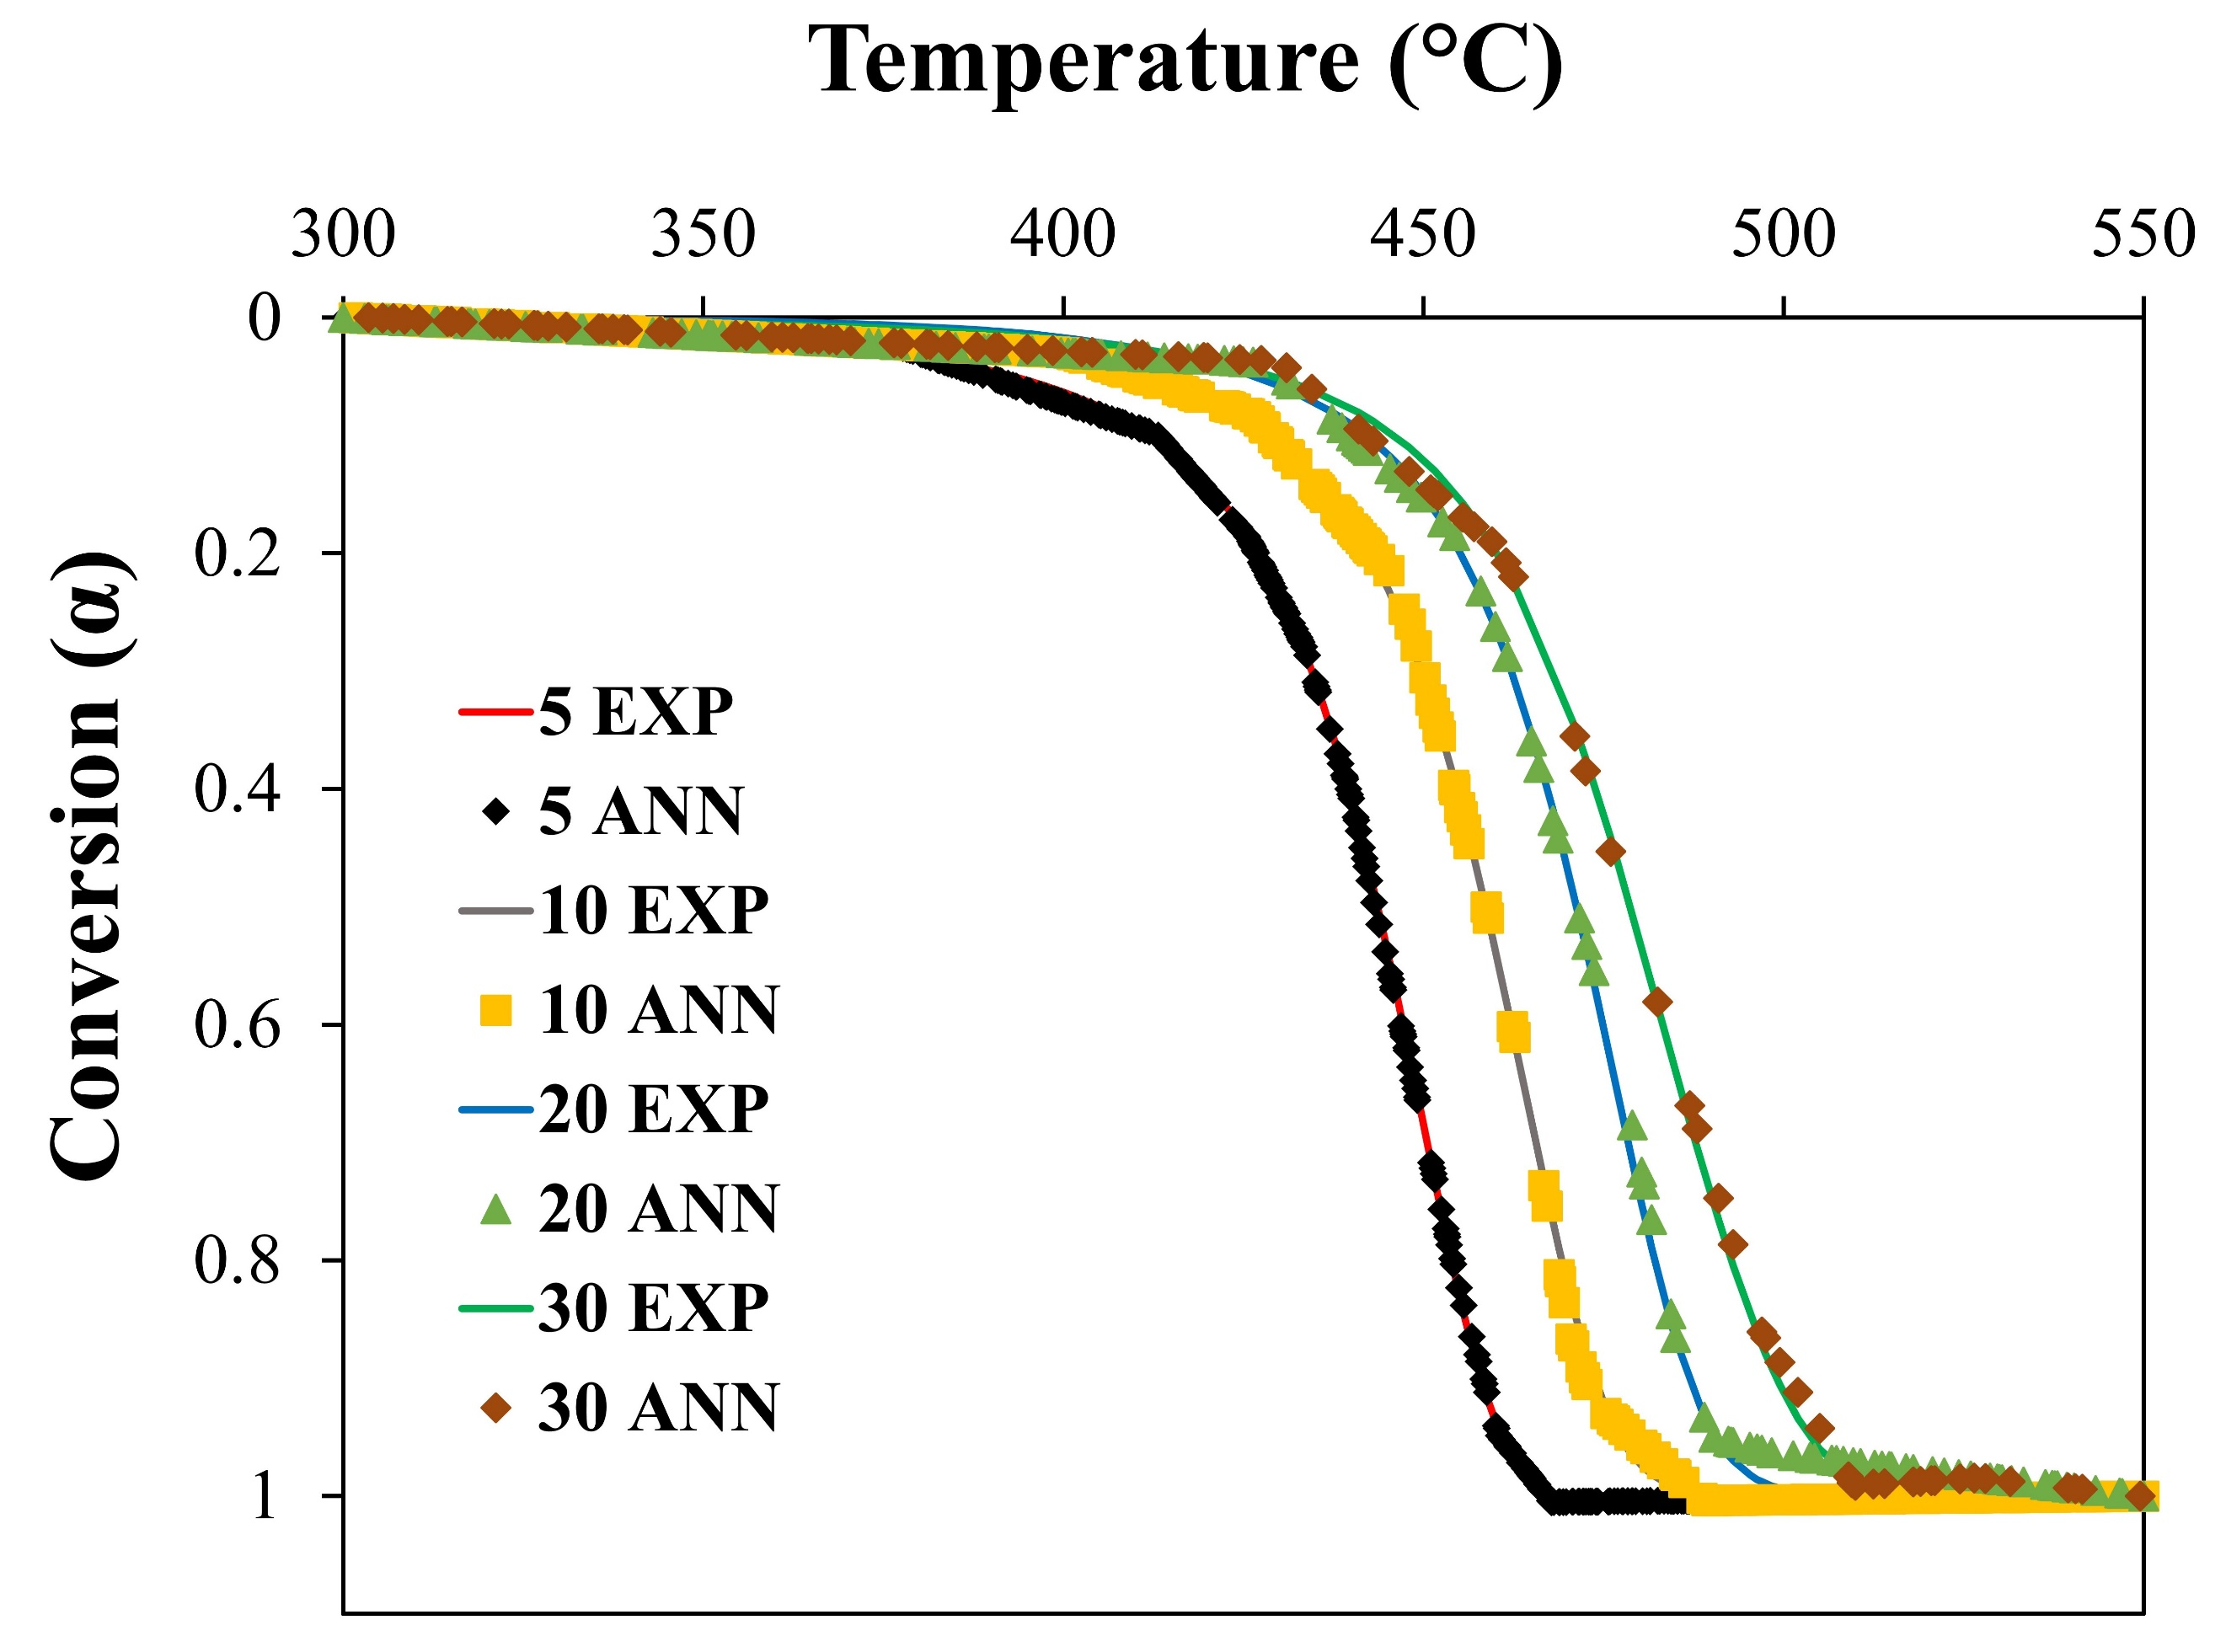 Temperature (°C)
300 350 400 450 500 550
0
0.2
0.4
0.6
0.8
1
Conversion (α)
5 EXP
5 ANN
10 EXP
10 ANN
20 EXP
20 ANN
30 EXP
30 ANN